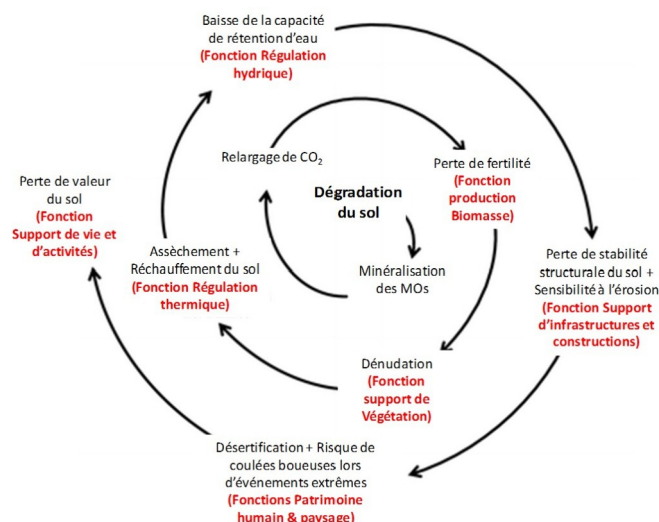 Baisse de la capacité
de rétention d'eau
(Fonction Régulation
hydrique)
Relargage de CO2
Perte de fertilité
(Fonction
production
Biomasse)
Dégradation
du sol
Perte de valeur
du sol
(Fonction
Support de vie et
d'activités)
Assèchement +
Réchauffement du sol
(Fonction Régulation
thermique)
Minéralisation
des MOs
Perte de stabilité
structurale du sol +
Sensibilité à l'érosion
(Fonction Support
d'infrastructures et
constructions)
Dénudation
(Fonction
support de
Végétation)
Désertification + Risque de
coulées boueuses lors
d'événements extrêmes
(Fonctions Patrimoine
humain & paysage)